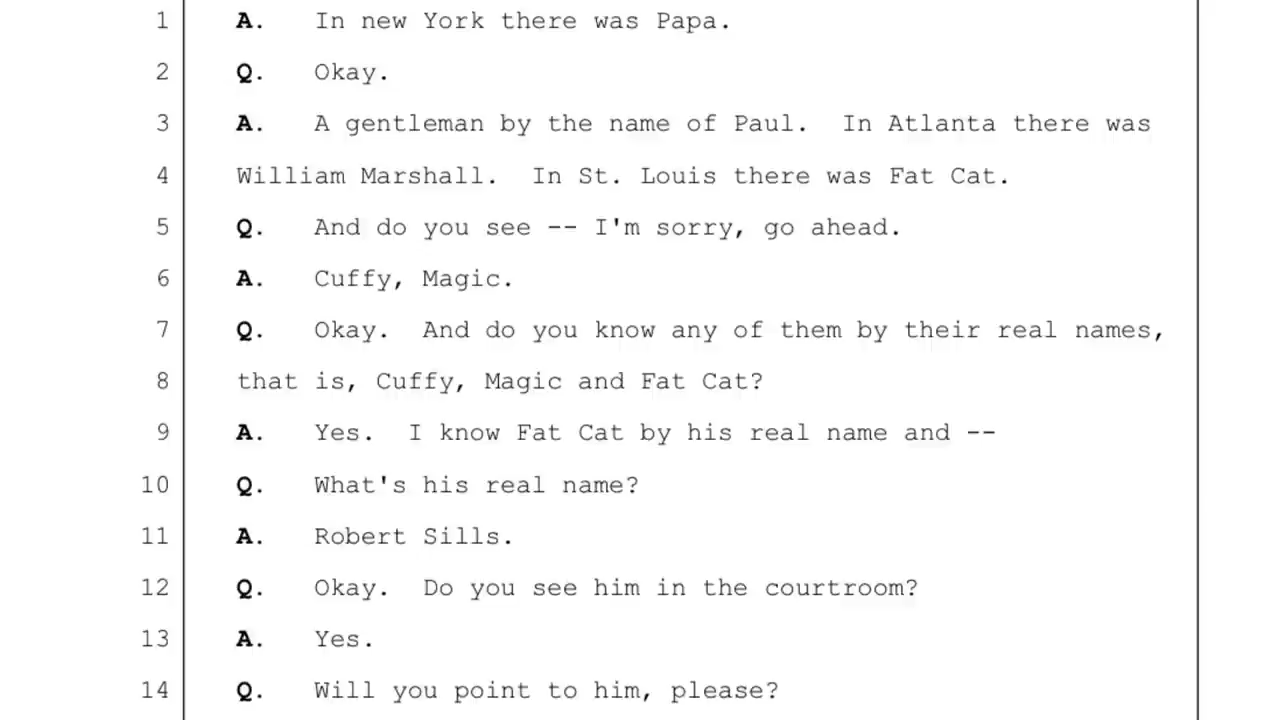 1 A. In new York there was Papa.
2 Q. Okay.
3 A. A gentleman by the name of Paul. In Atlanta there was
4 William Marshall. In St. Louis there was Fat Cat.
5 Q. And do you see -- I'm sorry, go ahead.
6 A. Cuffy, Magic.
7 Q. Okay. And do you know any of them by their real names,
8 that is, Cuffy, Magic and Fat Cat?
9 A. Yes. I know Fat Cat by his real name and --
10 Q. What's his real name?
11 A. Robert Sills.
12 Q. Okay. Do you see him in the courtroom?
13 A. Yes.
14 Q. Will you point to him, please?